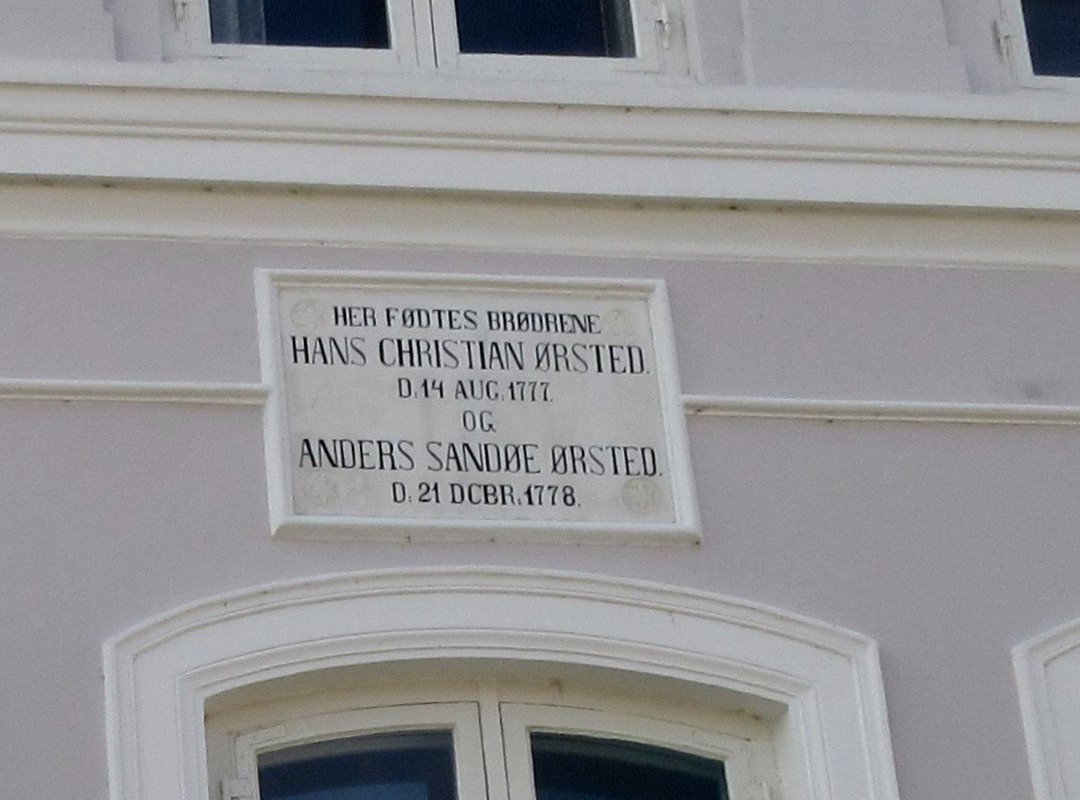 HER FØDTES BRØDRENE
HANS CHRISTIAN ØRSTED.
D. 14 AUG. 1777.
OG
ANDERS SANDØE ØRSTED.
D. 21 DCBR. 1778.